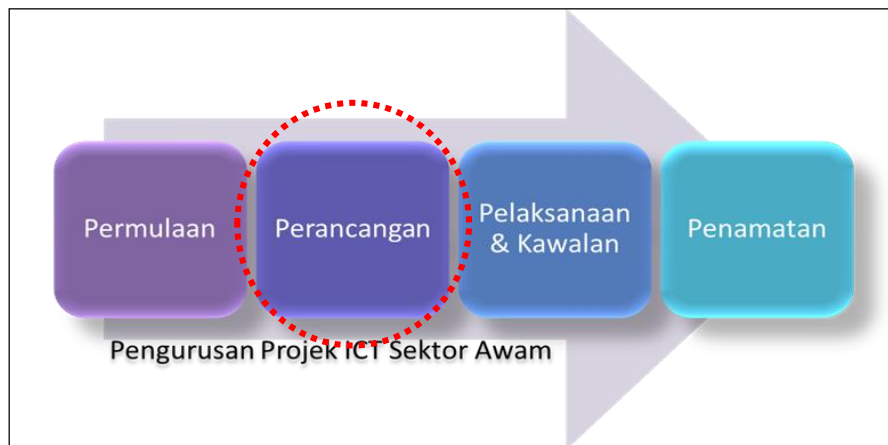 Permulaan
Perancangan
Pelaksanaan
& Kawalan
Penamatan
Pengurusan Projek ICT Sektor Awam